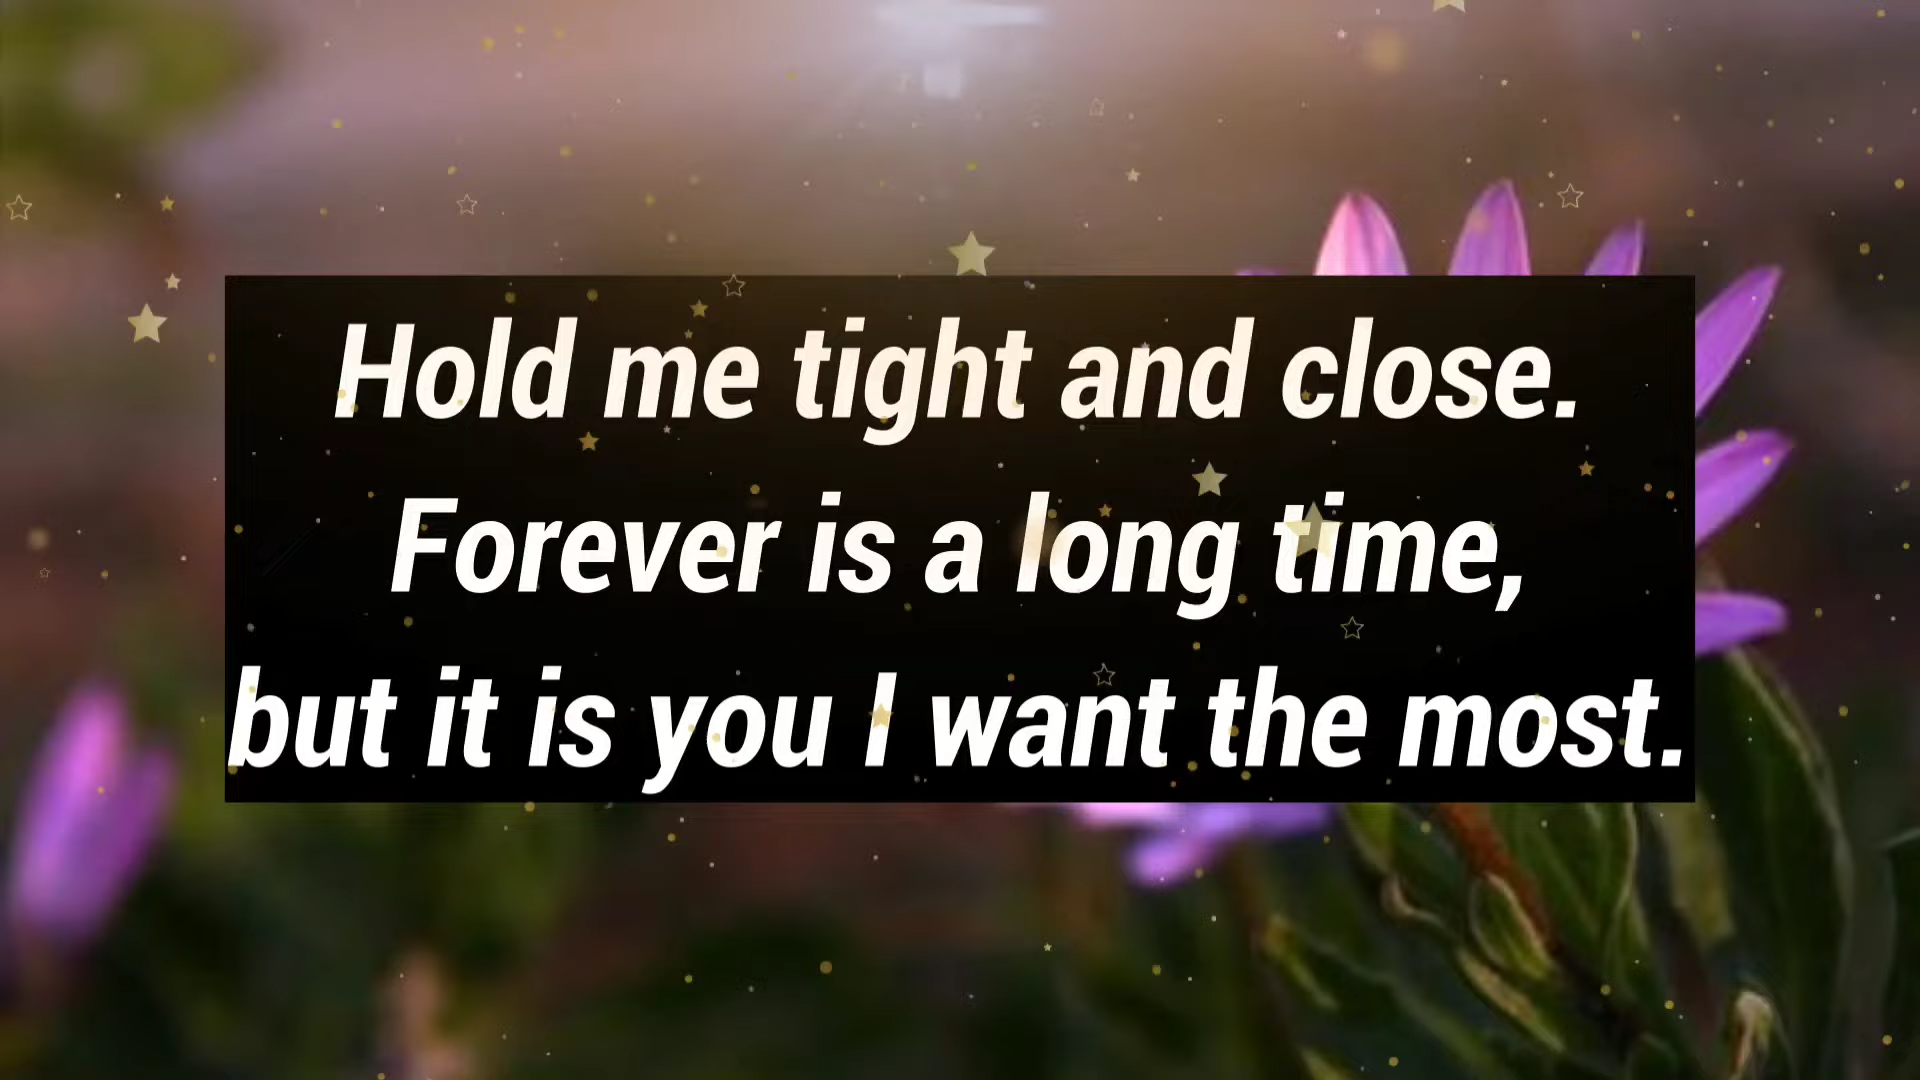 Hold me tight and close.
Forever is a long time,
but it is you I want the most.